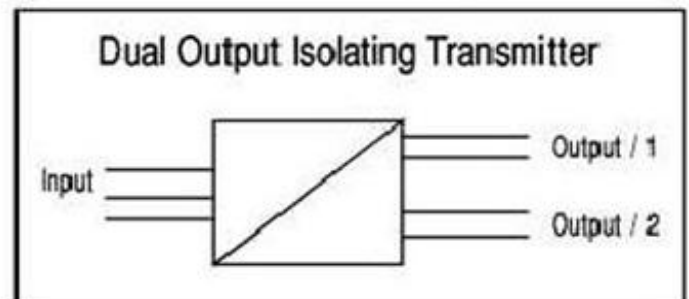 Dual Output Isolating Transmitter
Input
Output / 1
Output / 2